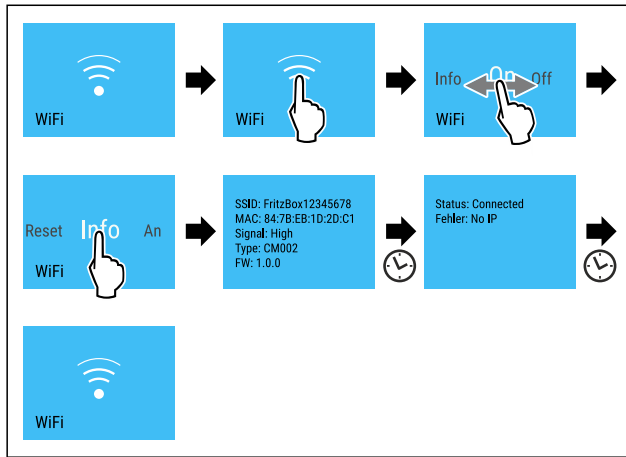 WiFi
WiFi
Info On Off
WiFi
Reset Info An
WiFi
SSID: FritzBox12345678
MAC: 84:7B:EB:1D:2D:C1
Signal: High
Type: CM002
FW: 1.0.0
Status: Connected
Fehler: No IP
WiFi